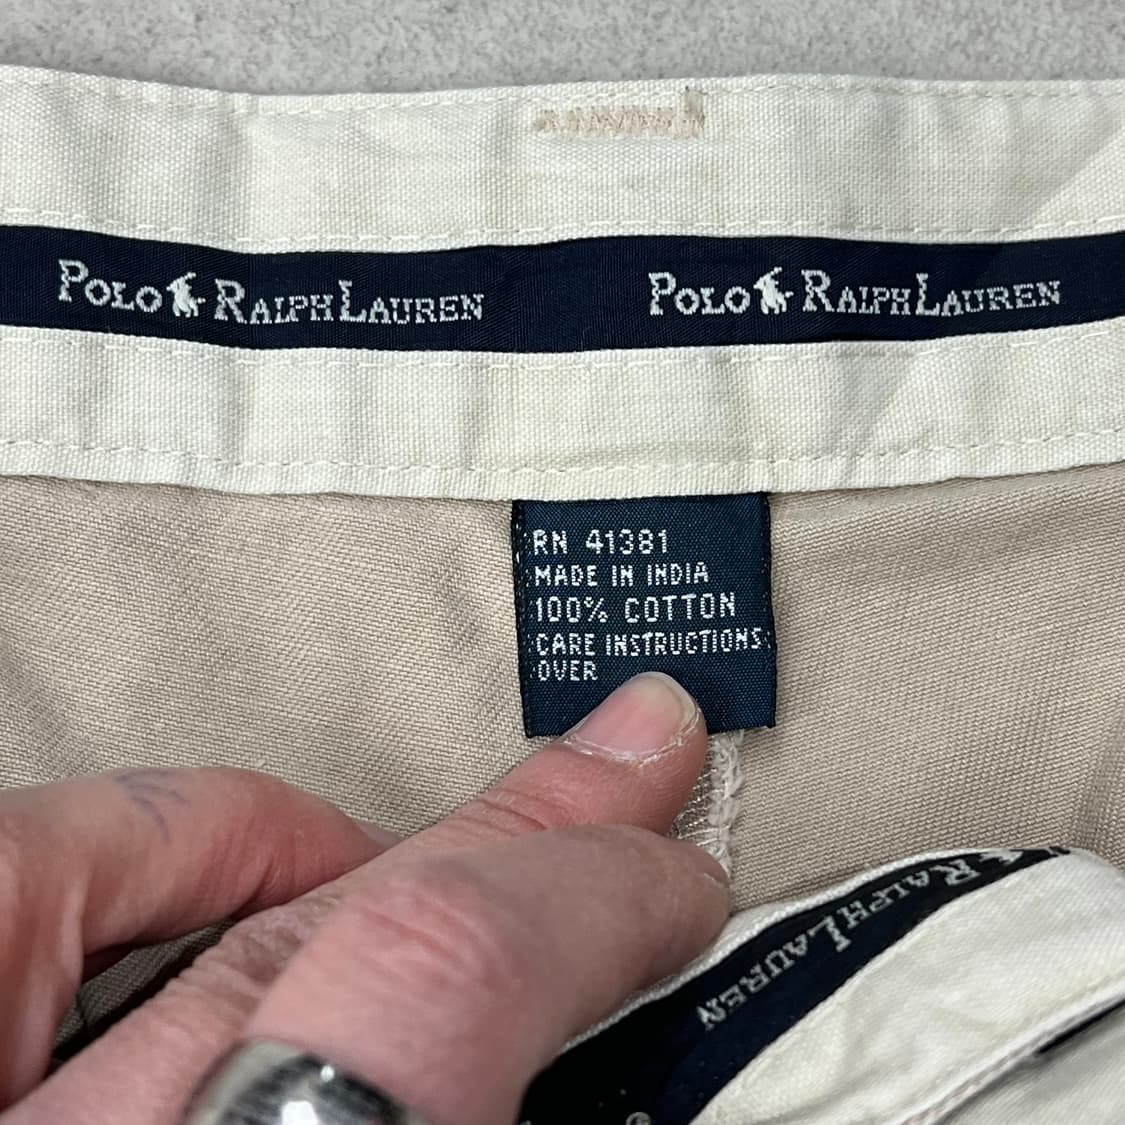 POLO RALPH LAUREN POLO RALPH LAUREN
RN 41381
MADE IN INDIA
100% COTTON
CARE INSTRUCTIONS
OVER
RALPH LAUREN